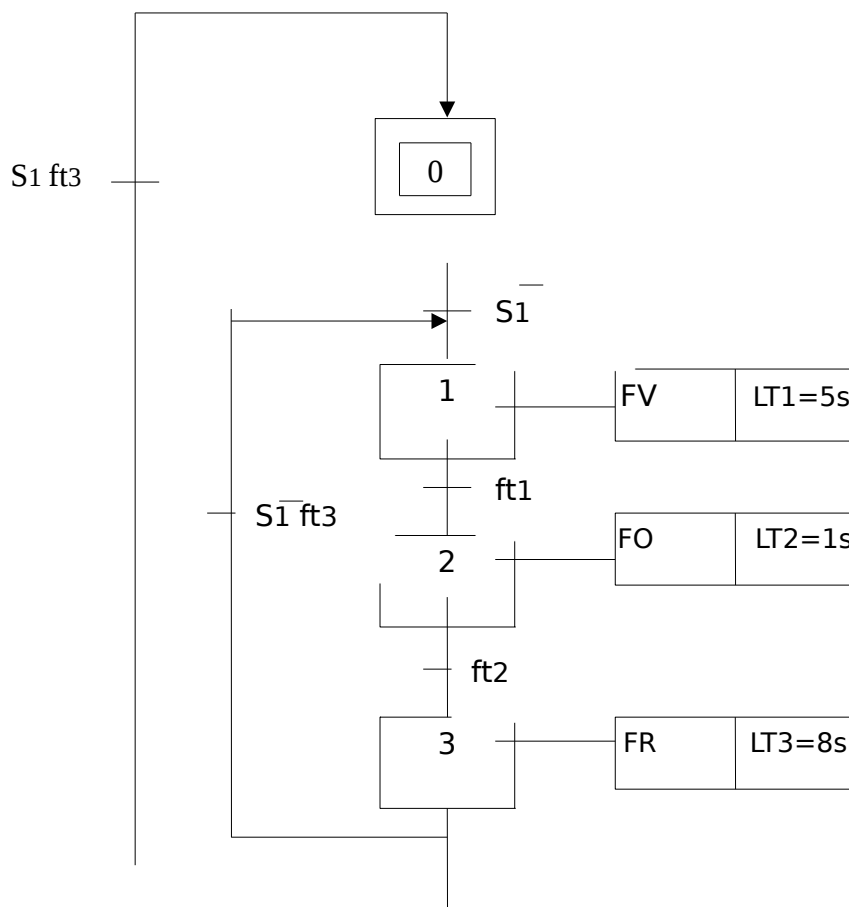 S1 ft3
0
S1̅
1
FV
LT1=5s
ft1
S1̅ ft3
2
FO
LT2=1s
ft2
3
FR
LT3=8s